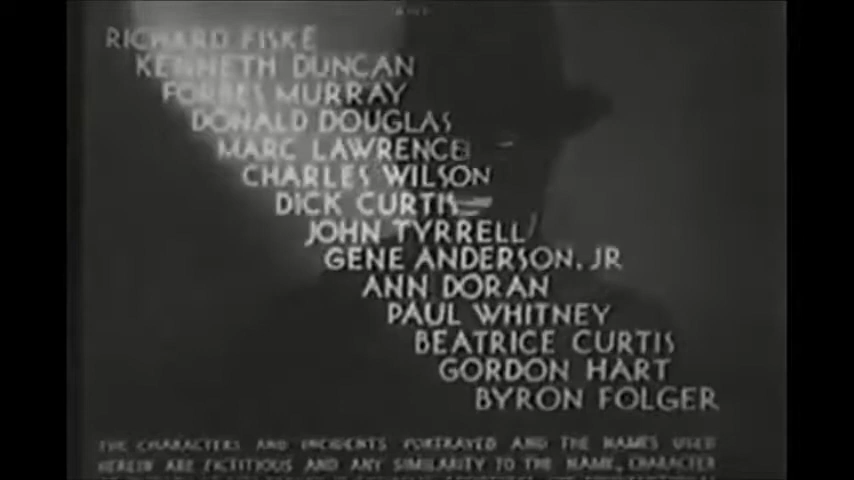 RICHARD FISKE
KENNETH DUNCAN
FORBES MURRAY
DONALD DOUGLAS
MARC LAWRENCE
CHARLES WILSON
DICK CURTIS
JOHN TYRRELL
GENE ANDERSON, JR
ANN DORAN
PAUL WHITNEY
BEATRICE CURTIS
GORDON HART
BYRON FOLGER
THE CHARACTERS AND INCIDENTS PORTRAYED AND THE NAMES USED
HEREIN ARE FICTITIOUS AND ANY SIMILARITY TO THE NAME, CHARACTER